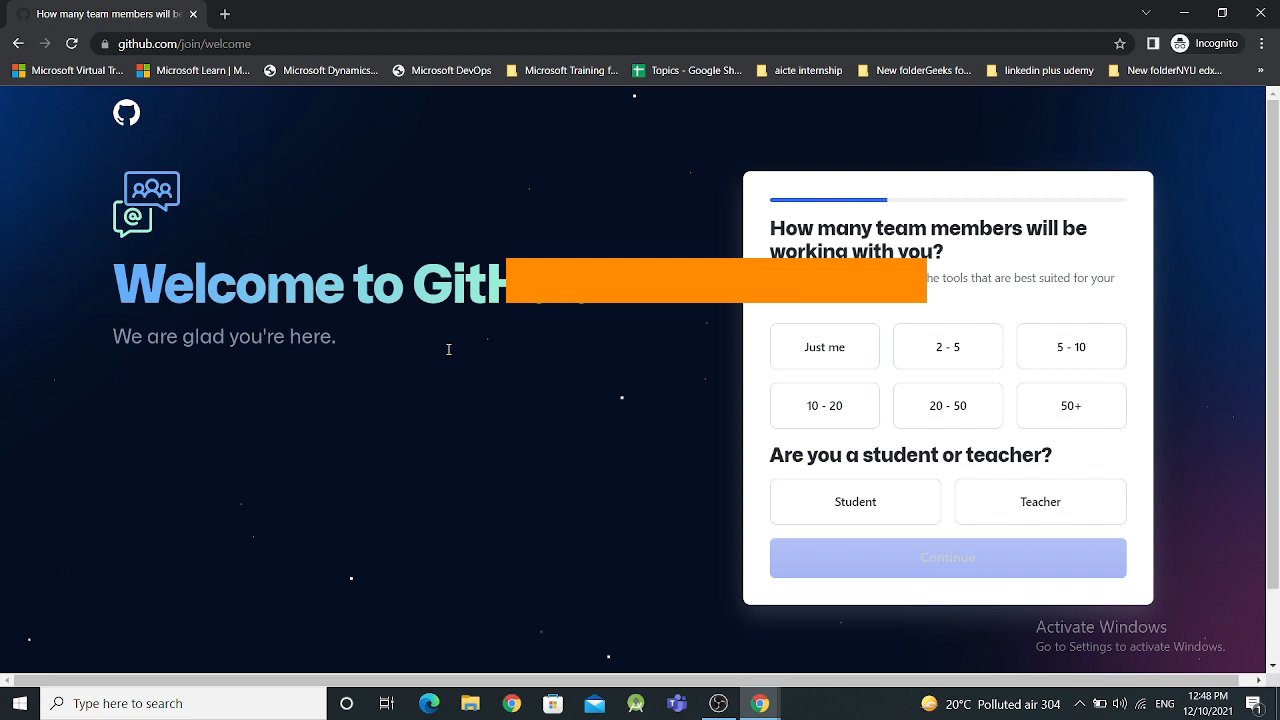 How many team members will b
github.com/join/welcome
Incognito
Microsoft Virtual Tr...
Microsoft Learn | M...
Microsoft Dynamics...
Microsoft DevOps
Microsoft Training f...
Topics - Google Sh...
aicte internship
New folderGeeks fo...
linkedin plus premy
New folderNYU edx...
»
Welcome to Git
We are glad you're here.
How many team members will be
working with you?
he tools that are best suited for your
Just me
2 - 5
5 - 10
10 - 20
20 - 50
50+
Are you a student or teacher?
Student
Teacher
Continue
Activate Windows
Go to Settings to activate Windows.
Type here to search
20°C Polluted air 304
ENG
12:48 PM
12/10/2021